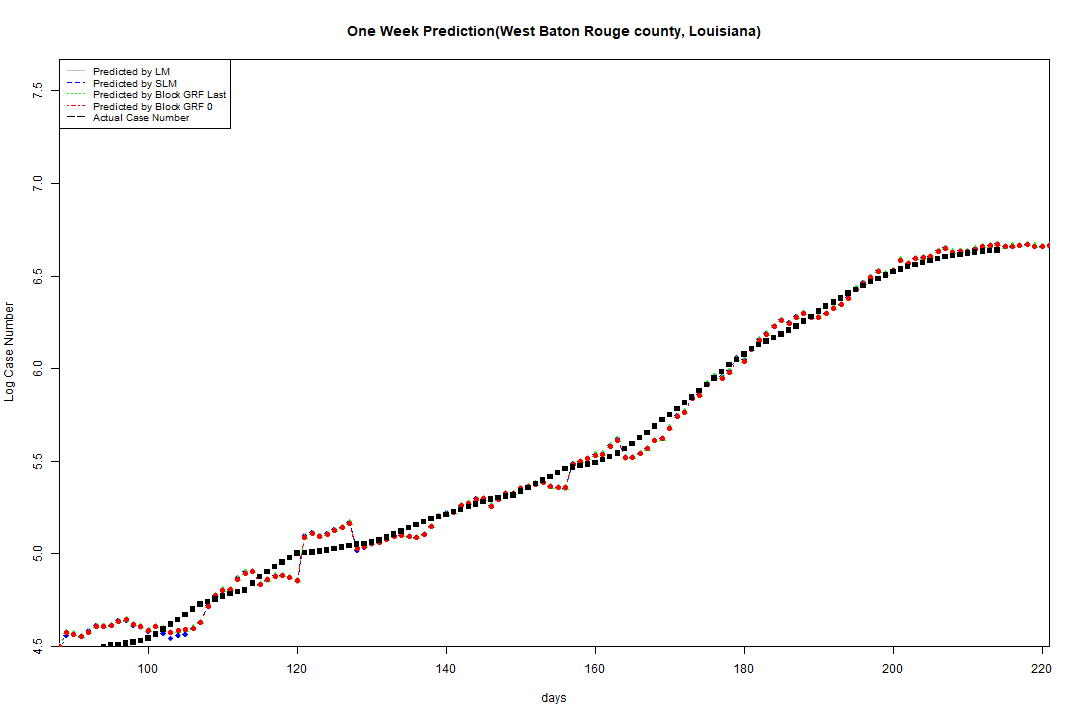 One Week Prediction(West Baton Rouge county, Louisiana)
Predicted by LM
Predicted by SLM
Predicted by Block GRF Last
Predicted by Block GRF 0
Actual Case Number
7.5
7.0
6.5
6.0
5.5
5.0
4.5
Log Case Number
100 120 140 160 180 200 220
days